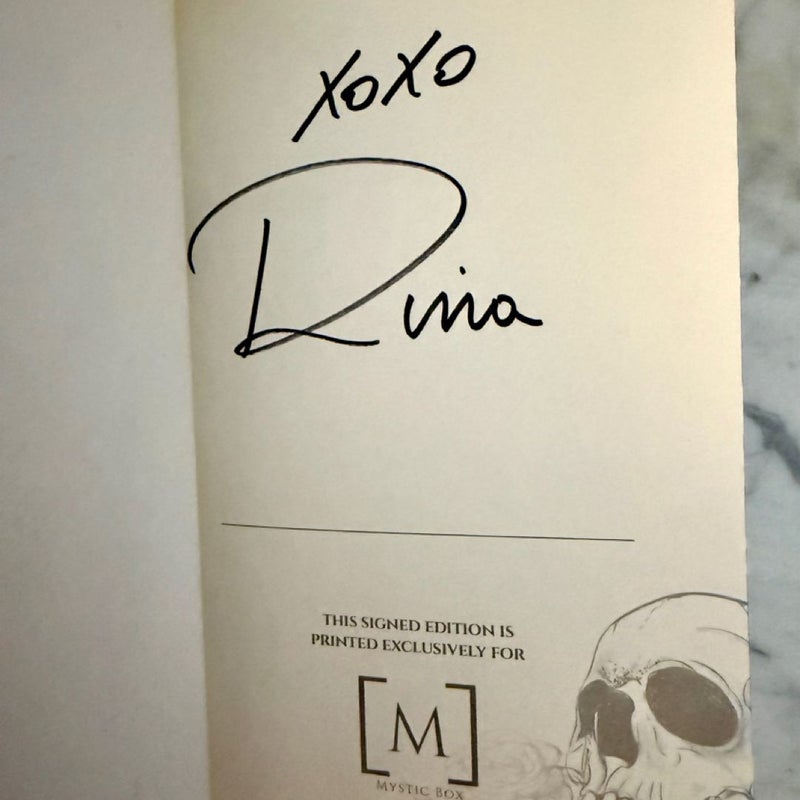 xoxo
Rina
THIS SIGNED EDITION IS
PRINTED EXCLUSIVELY FOR
[M]
MYSTIC BOX